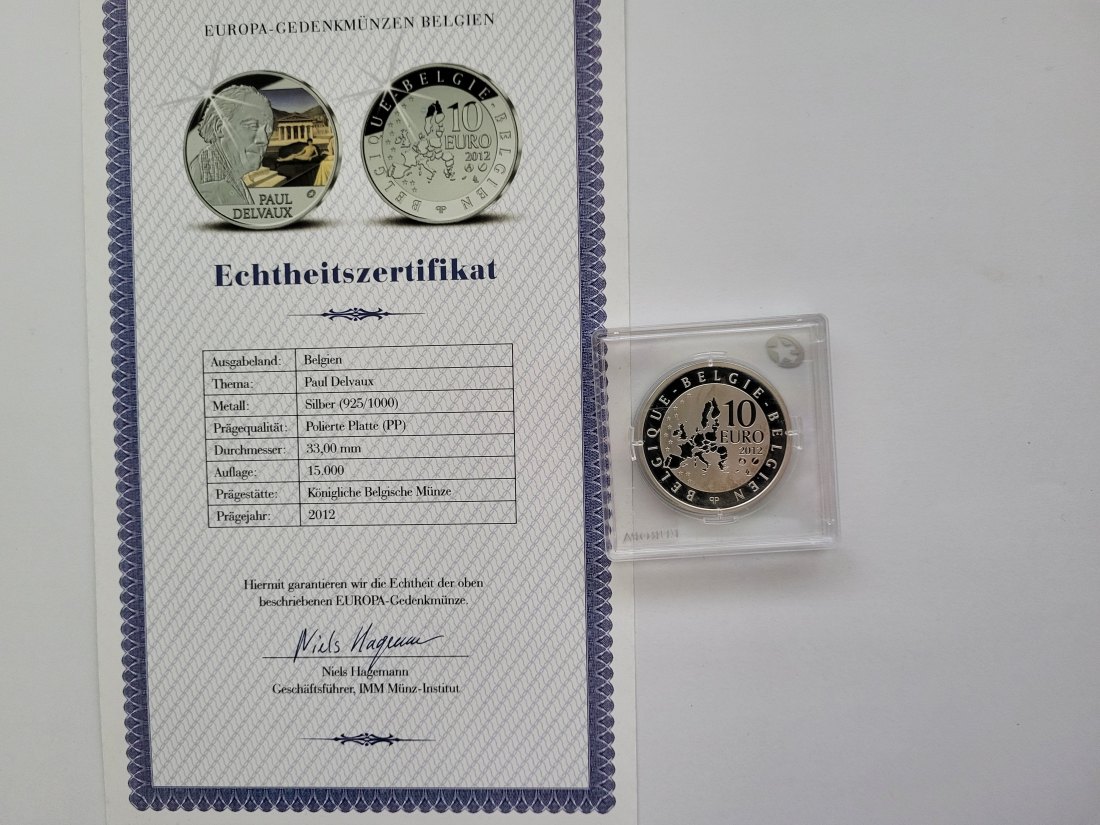 EUROPA-GEDENKMÜNZEN BELGIEN
PAUL
DELVAUX
BELGIQUE-BELGIE-BELGIEN
10
EURO
2012
Echtheitszertifikat
Ausgabeland: Belgien
Thema: Paul Delvaux
Metall: Silber (925/1000)
Prägequalität: Polierte Platte (PP)
Durchmesser: 33,00 mm
Auflage: 15.000
Prägestätte: Königliche Belgische Münze
Prägejahr: 2012
Hiermit garantieren wir die Echtheit der oben
beschriebenen EUROPA-Gedenkmünze.
Niels Hagemann
Niels Hagemann
Geschäftsführer, IMM Münz-Institut
BELGIQUE-BELGIE-BELGIEN
10
EURO
2012